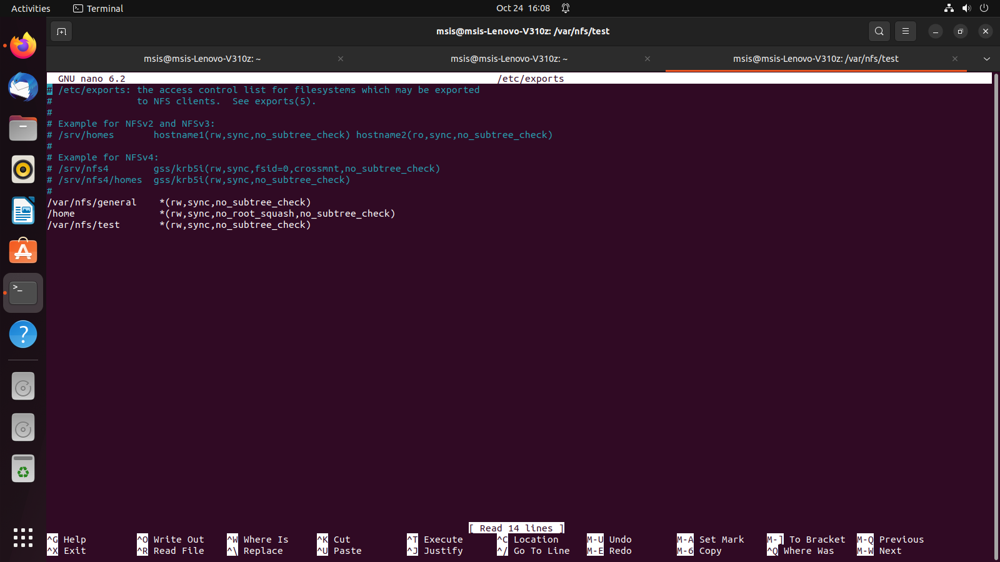 Activities Terminal Oct 24 16:08
msis@msis-Lenovo-V310z: /var/nfs/test
msis@msis-Lenovo-V310z: ~ msis@msis-Lenovo-V310z: ~ msis@msis-Lenovo-V310z: /var/nfs/test
GNU nano 6.2 /etc/exports
# /etc/exports: the access control list for filesystems which may be exported
#               to NFS clients.  See exports(5).
#
# Example for NFSv2 and NFSv3:
# /srv/homes       hostname1(rw,sync,no_subtree_check) hostname2(ro,sync,no_subtree_check)
#
# Example for NFSv4:
# /srv/nfs4        gss/krb5i(rw,sync,fsid=0,crossmnt,no_subtree_check)
# /srv/nfs4/homes  gss/krb5i(rw,sync,no_subtree_check)
#
/var/nfs/general    *(rw,sync,no_subtree_check)
/home               *(rw,sync,no_root_squash,no_subtree_check)
/var/nfs/test       *(rw,sync,no_subtree_check)
[ Read 14 lines ]
^G Help ^O Write Out ^W Where Is ^K Cut ^T Execute ^C Location M-U Undo M-A Set Mark M-] To Bracket M-Q Previous
^X Exit ^R Read File ^\ Replace ^U Paste ^J Justify ^/ Go To Line M-E Redo M-6 Copy ^Q Where Was M-W Next